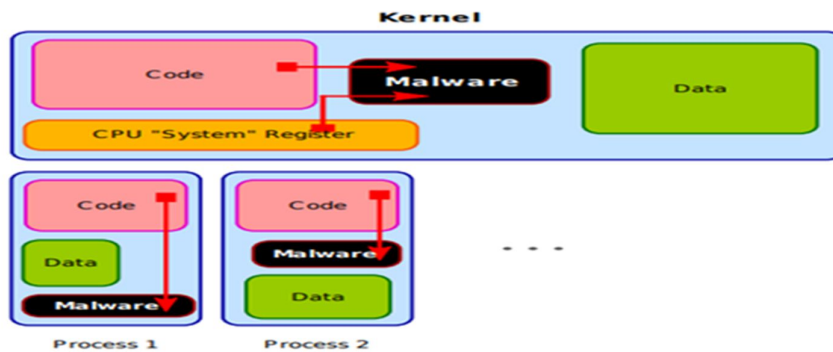 Kernel
Code
Malware
Data
CPU "System" Register
Code
Code
Data
Malware
Malware
Data
. . .
Process 1
Process 2